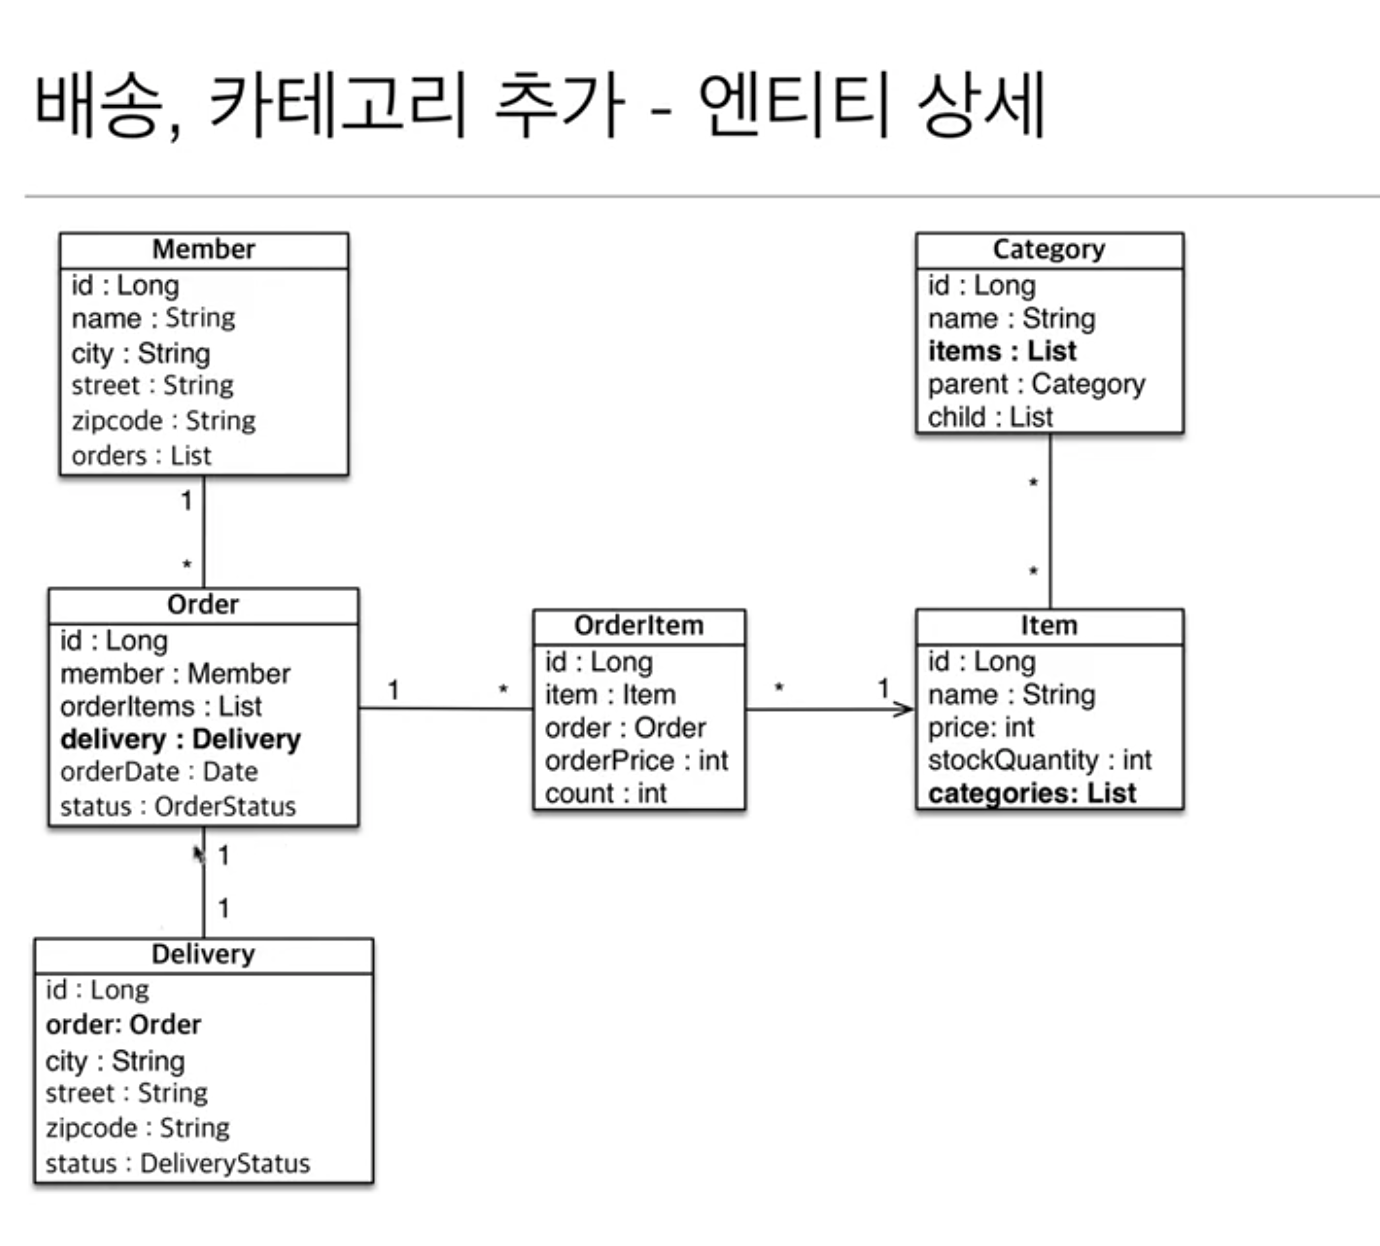 배송, 카테고리 추가 - 엔티티 상세
Member
id : Long
name : String
city : String
street : String
zipcode : String
orders : List
1
*
Order
id : Long
member : Member
orderItems : List
delivery : Delivery
orderDate : Date
status : OrderStatus
1
*
OrderItem
id : Long
item : Item
order : Order
orderPrice : int
count : int
*
1
Category
id : Long
name : String
items : List
parent : Category
child : List
*
*
Item
id : Long
name : String
price: int
stockQuantity : int
categories: List
1
1
Delivery
id : Long
order: Order
city : String
street : String
zipcode : String
status : DeliveryStatus